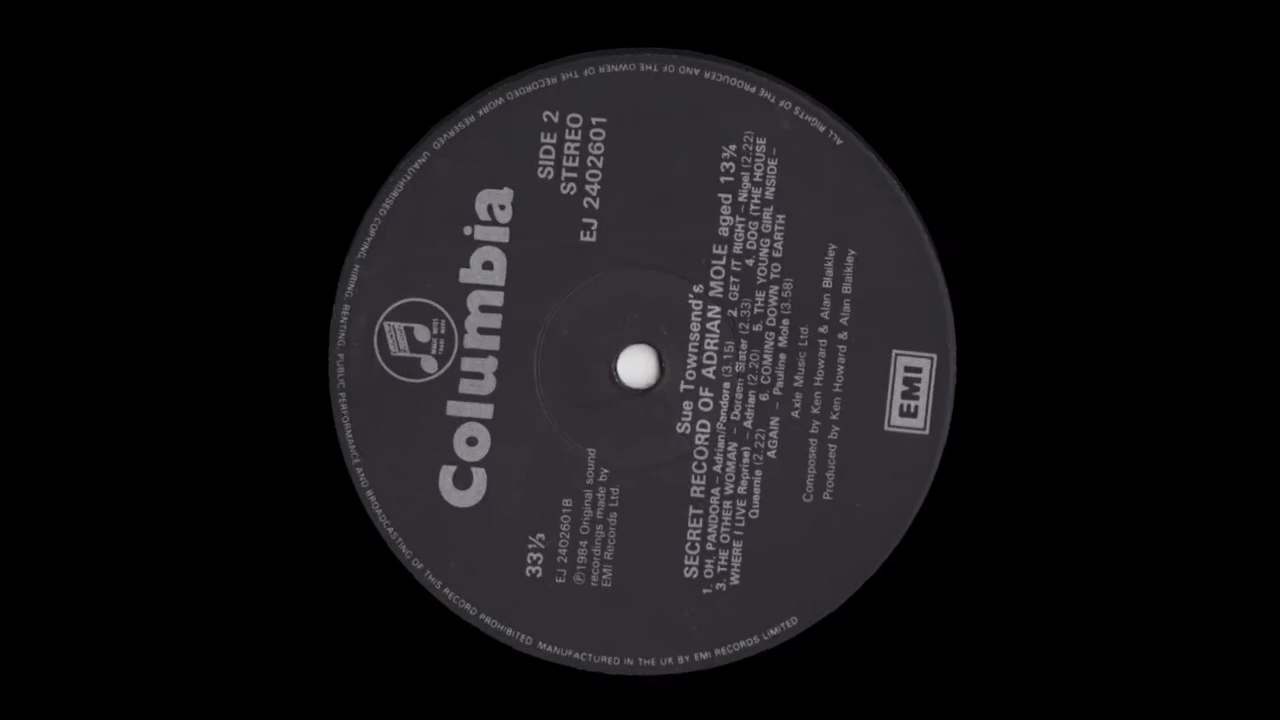 MAGIC NOTES
TRADE MARK
Columbia
33⅓
EJ 2402601B
Ⓟ1984 Original sound
recordings made by
EMI Records Ltd.
SIDE 2
STEREO
EJ 2402601
Sue Townsend's
SECRET RECORD OF ADRIAN MOLE aged 13¾
1. OH, PANDORA – Adrian/Pandora (3.15) 2. GET IT RIGHT – Nigel (2.22)
3. THE OTHER WOMAN – Doreen Slater (2.33) 4. DOG (THE HOUSE
WHERE I LIVE Reprise) – Adrian (2.20) 5. THE YOUNG GIRL INSIDE –
Queenie (2.22) 6. COMING DOWN TO EARTH
AGAIN – Pauline Mole (3.58)
Axle Music Ltd.
Composed by Ken Howard & Alan Blaikley
Produced by Ken Howard & Alan Blaikley
EMI
ALL RIGHTS OF THE PRODUCER AND OF THE OWNER OF THE RECORDED WORK RESERVED UNAUTHORISED COPYING, HIRING, RENTING, PUBLIC PERFORMANCE AND BROADCASTING OF THIS RECORD PROHIBITED MANUFACTURED IN THE UK BY EMI RECORDS LIMITED